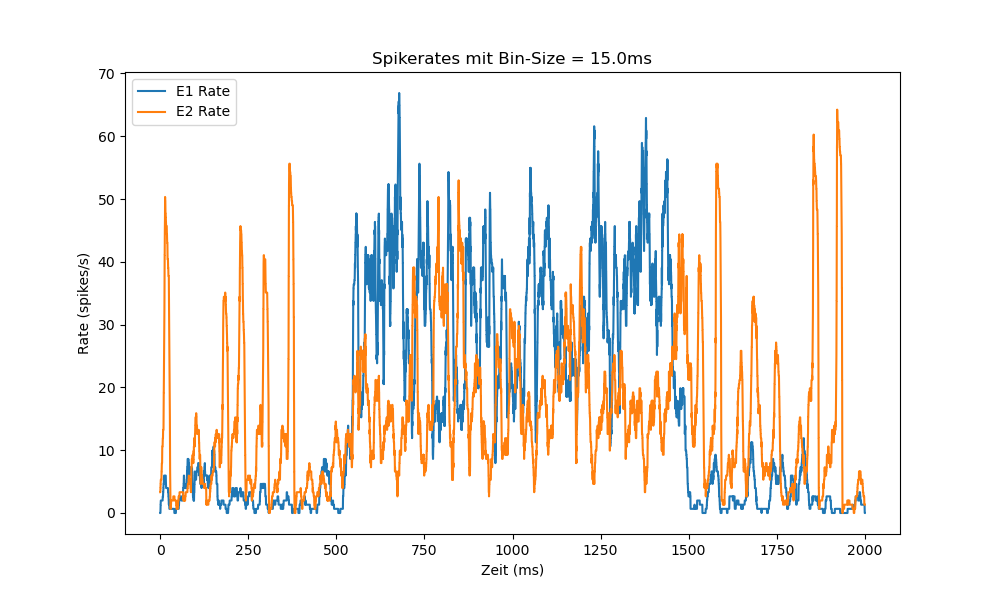 Spikerates mit Bin-Size = 15.0ms
E1 Rate
E2 Rate
Rate (spikes/s)
70
60
50
40
30
20
10
0
0 250 500 750 1000 1250 1500 1750 2000
Zeit (ms)